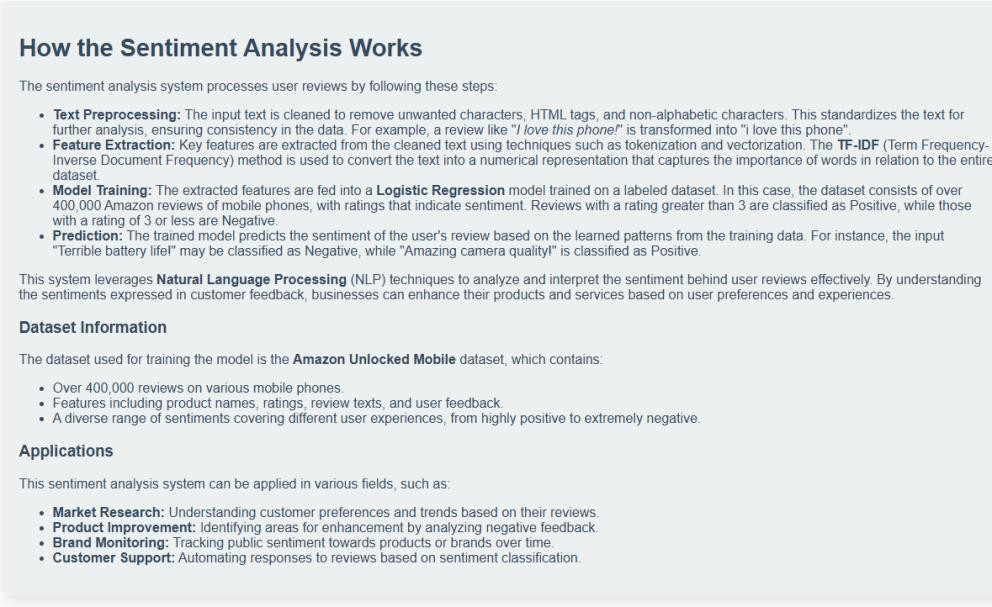 How the Sentiment Analysis Works
The sentiment analysis system processes user reviews by following these steps:
• Text Preprocessing: The input text is cleaned to remove unwanted characters, HTML tags, and non-alphabetic characters. This standardizes the text for
further analysis, ensuring consistency in the data. For example, a review like "I love this phone!" is transformed into "i love this phone".
• Feature Extraction: Key features are extracted from the cleaned text using techniques such as tokenization and vectorization. The TF-IDF (Term Frequency-
Inverse Document Frequency) method is used to convert the text into a numerical representation that captures the importance of words in relation to the entire
dataset.
• Model Training: The extracted features are fed into a Logistic Regression model trained on a labeled dataset. In this case, the dataset consists of over
400,000 Amazon reviews of mobile phones, with ratings that indicate sentiment. Reviews with a rating greater than 3 are classified as Positive, while those
with a rating of 3 or less are Negative.
• Prediction: The trained model predicts the sentiment of the user's review based on the learned patterns from the training data. For instance, the input
"Terrible battery life!" may be classified as Negative, while "Amazing camera quality!" is classified as Positive.
This system leverages Natural Language Processing (NLP) techniques to analyze and interpret the sentiment behind user reviews effectively. By understanding
the sentiments expressed in customer feedback, businesses can enhance their products and services based on user preferences and experiences.
Dataset Information
The dataset used for training the model is the Amazon Unlocked Mobile dataset, which contains:
• Over 400,000 reviews on various mobile phones.
• Features including product names, ratings, review texts, and user feedback.
• A diverse range of sentiments covering different user experiences, from highly positive to extremely negative.
Applications
This sentiment analysis system can be applied in various fields, such as:
• Market Research: Understanding customer preferences and trends based on their reviews.
• Product Improvement: Identifying areas for enhancement by analyzing negative feedback.
• Brand Monitoring: Tracking public sentiment towards products or brands over time.
• Customer Support: Automating responses to reviews based on sentiment classification.